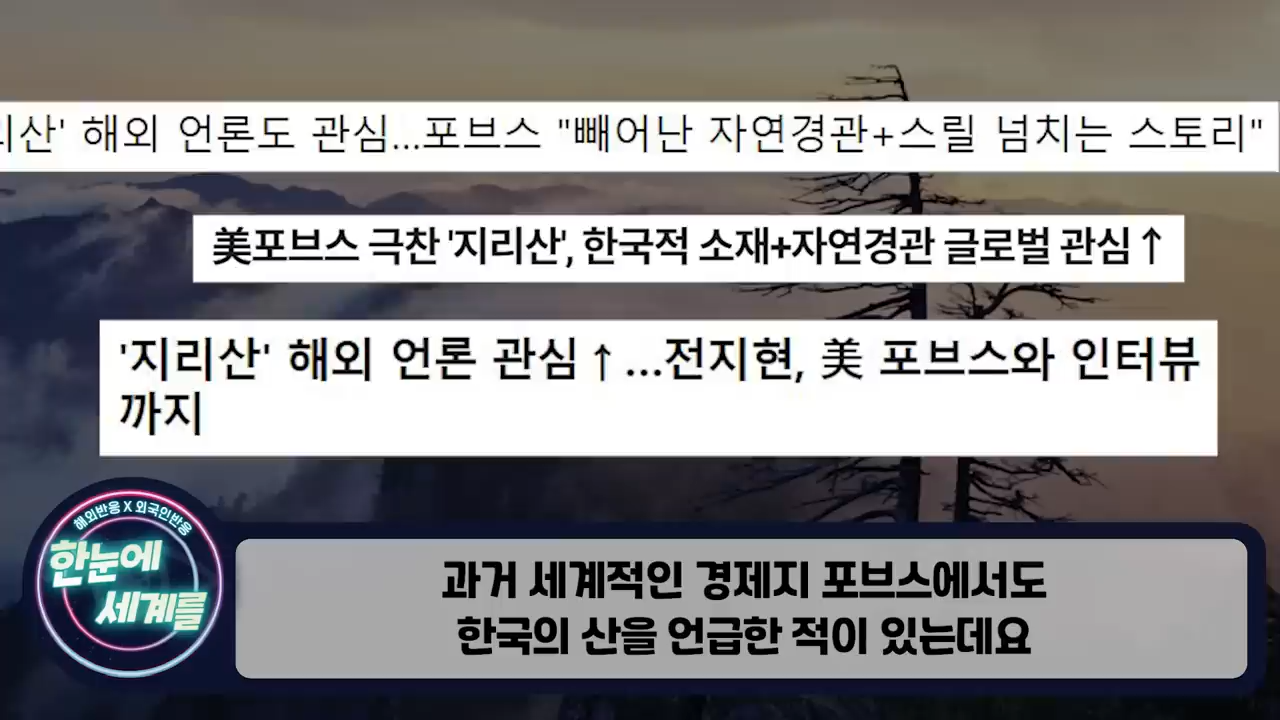 리산' 해외 언론도 관심...포브스 "빼어난 자연경관+스릴 넘치는 스토리"
美포브스 극찬 '지리산', 한국적 소재+자연경관 글로벌 관심↑
'지리산' 해외 언론 관심↑...전지현, 美 포브스와 인터뷰
까지
해외반응 X 외국인반응
한눈에
세계를
과거 세계적인 경제지 포브스에서도
한국의 산을 언급한 적이 있는데요